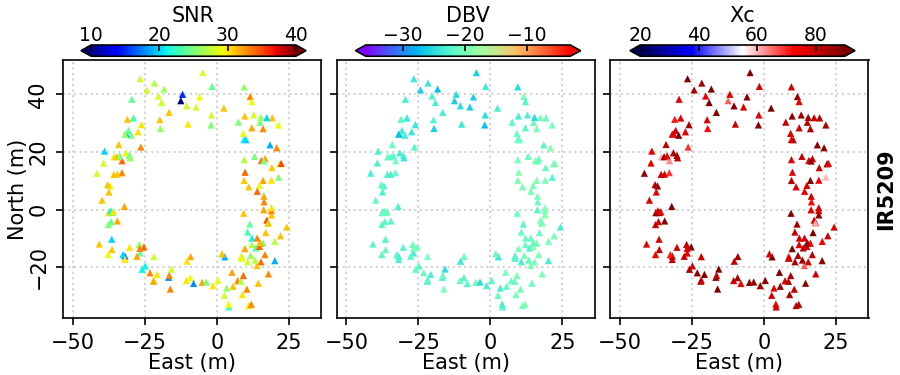 SNR DBV Xc
10 20 30 40 −30 −20 −10 20 40 60 80
40
20
0
−20
North (m)
IR5209
−50 −25 0 25 −50 −25 0 25 −50 −25 0 25
East (m) East (m) East (m)